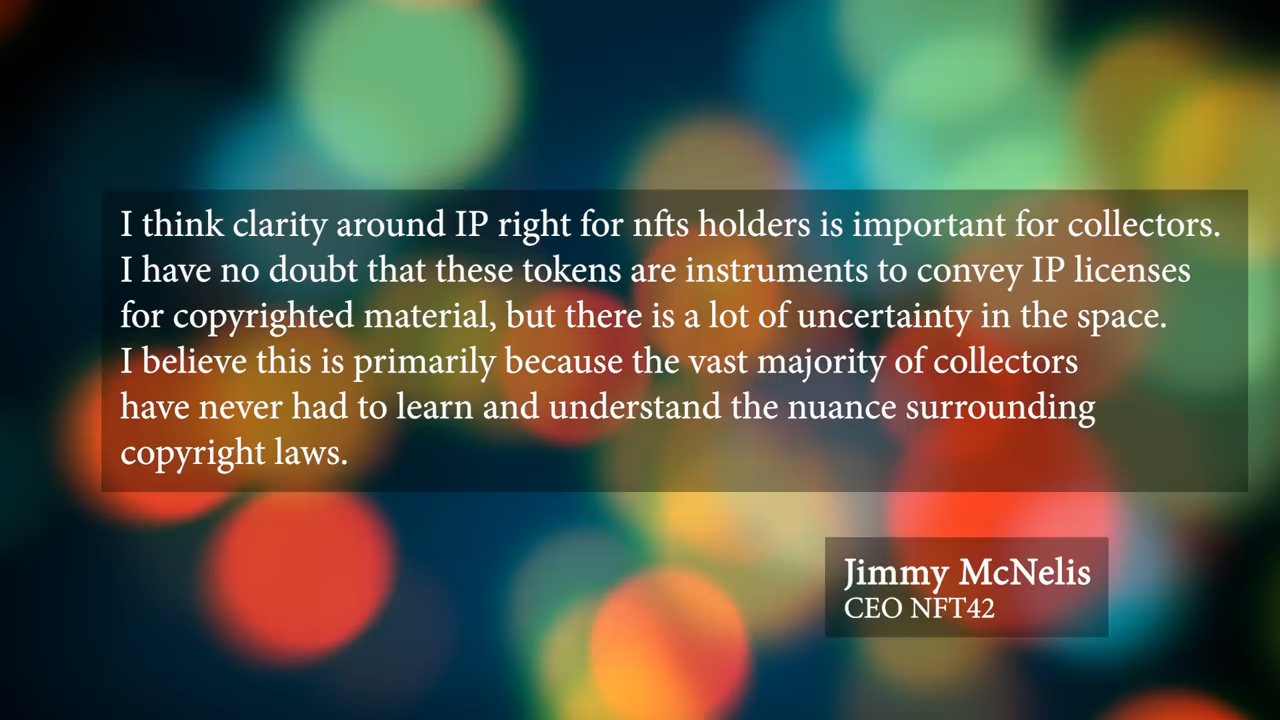 I think clarity around IP right for nfts holders is important for collectors.
I have no doubt that these tokens are instruments to convey IP licenses
for copyrighted material, but there is a lot of uncertainty in the space.
I believe this is primarily because the vast majority of collectors
have never had to learn and understand the nuance surrounding
copyright laws.
Jimmy McNelis
CEO NFT42